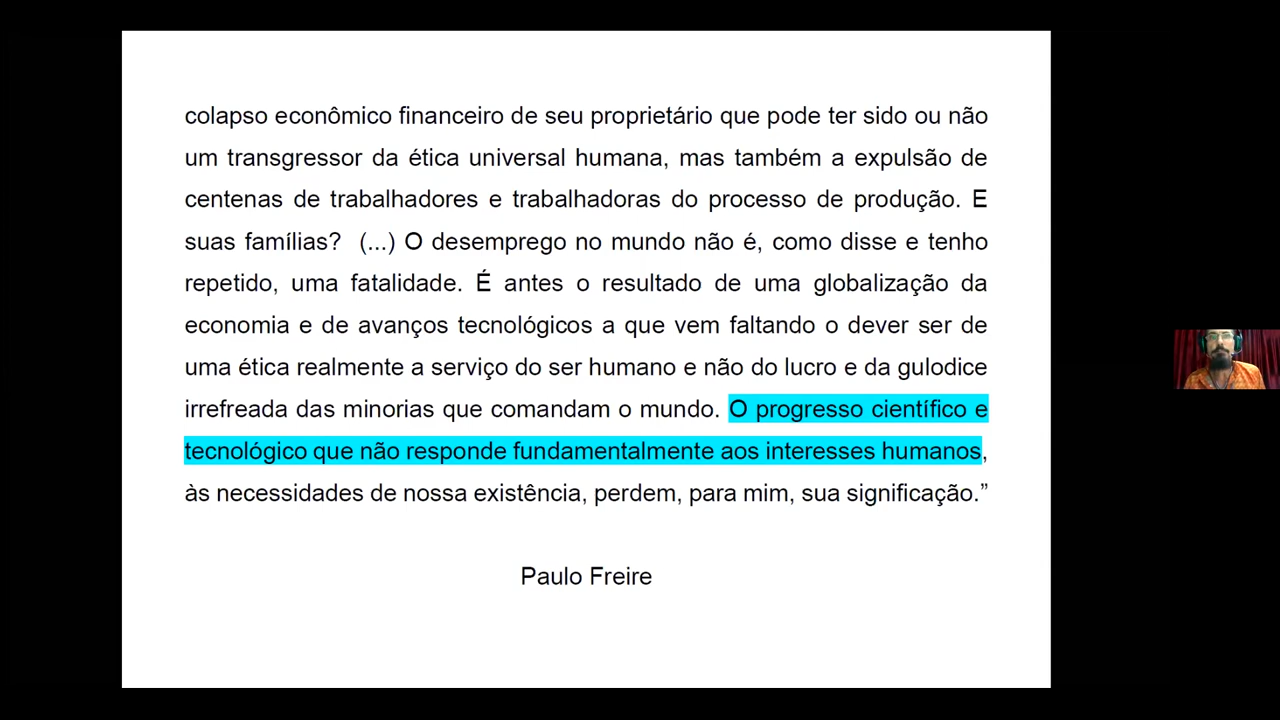 colapso econômico financeiro de seu proprietário que pode ter sido ou não
um transgressor da ética universal humana, mas também a expulsão de
centenas de trabalhadores e trabalhadoras do processo de produção. E
suas famílias?  (...) O desemprego no mundo não é, como disse e tenho
repetido, uma fatalidade. É antes o resultado de uma globalização da
economia e de avanços tecnológicos a que vem faltando o dever ser de
uma ética realmente a serviço do ser humano e não do lucro e da gulodice
irrefreada das minorias que comandam o mundo. O progresso científico e
tecnológico que não responde fundamentalmente aos interesses humanos,
às necessidades de nossa existência, perdem, para mim, sua significação.”
Paulo Freire